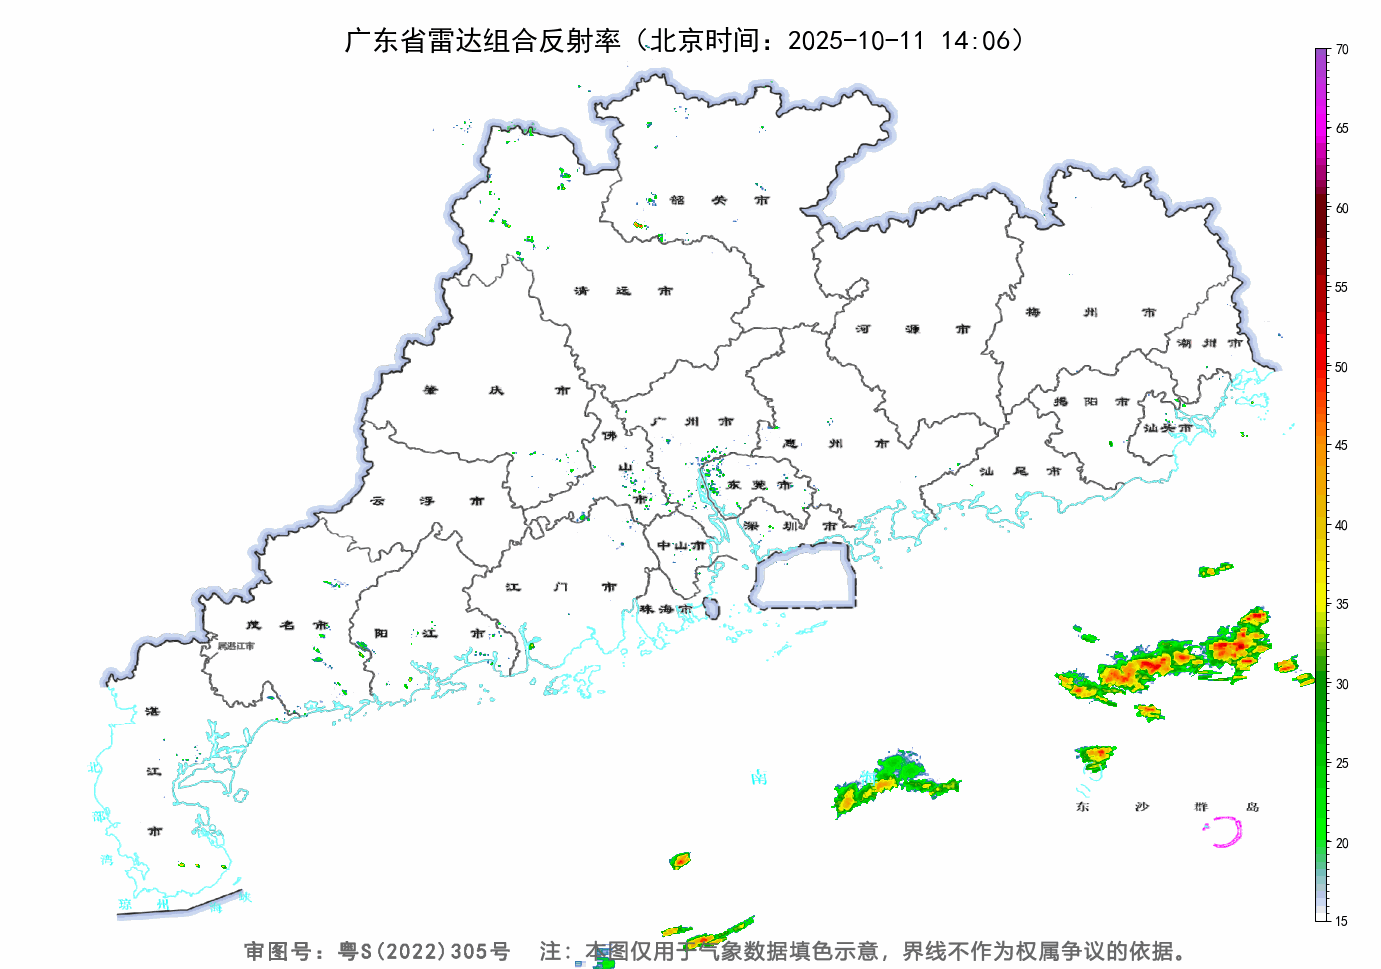 广东省雷达组合反射率（北京时间：2025-10-11 14:06）
70
65
60
55
50
45
40
35
30
25
20
15
韶关市
清远市
河源市
梅州市
潮州市
肇庆市
广州市
佛山市
惠州市
揭阳市
汕头市
汕尾市
云浮市
东莞市
深圳市
中山市
江门市
珠海市
茂名市
阳江市
属湛江市
湛江市
北部湾
琼州海峡
南海
东沙群岛
审图号：粤S(2022)305号 注：本图仅用于气象数据填色示意，界线不作为权属争议的依据。